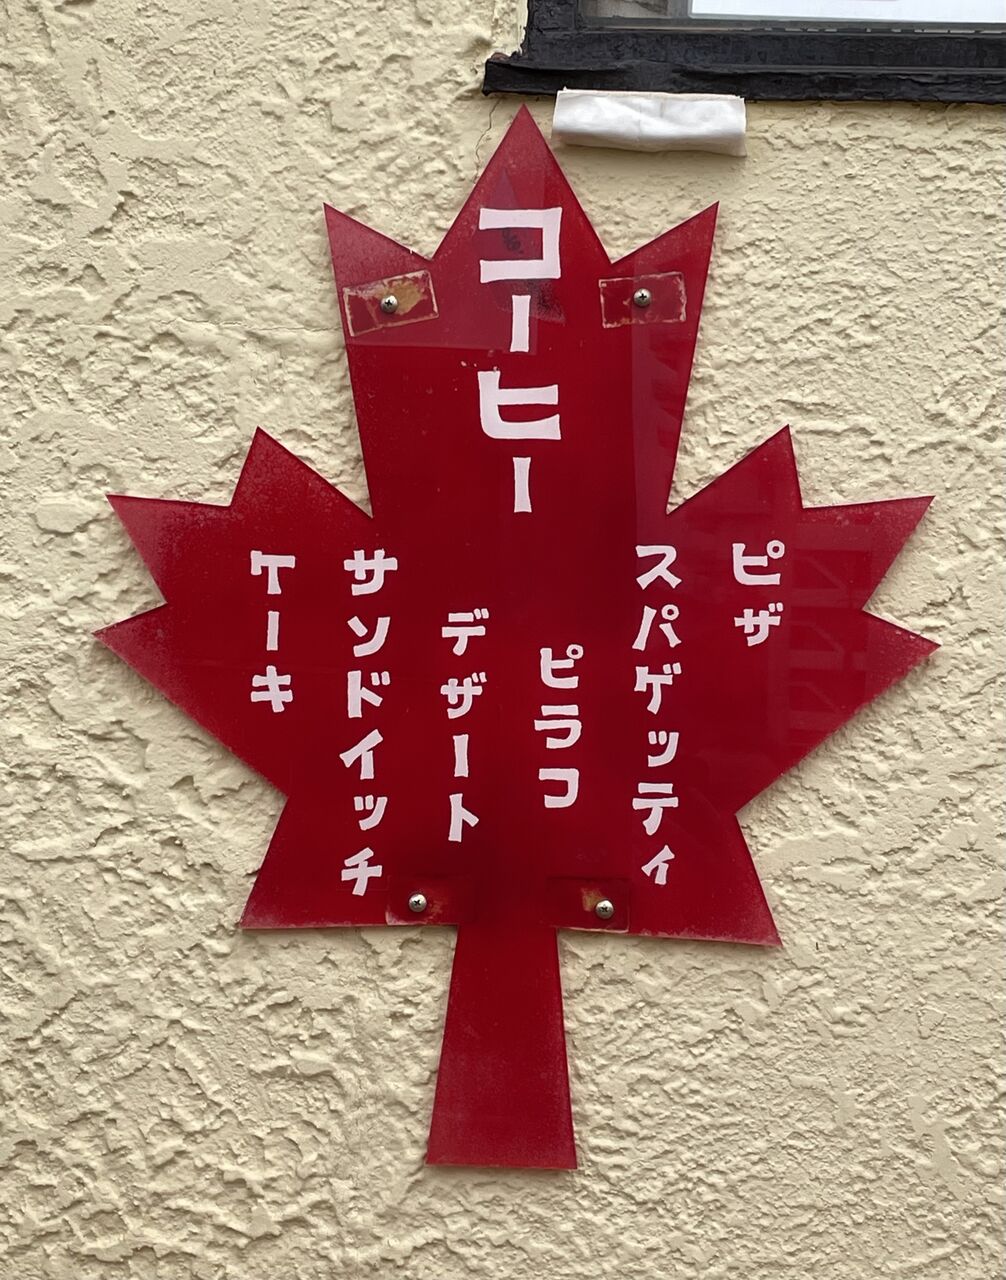 コーヒー
ピザ
スパゲッティ
ピラフ
デザート
サンドイッチ
ケーキ